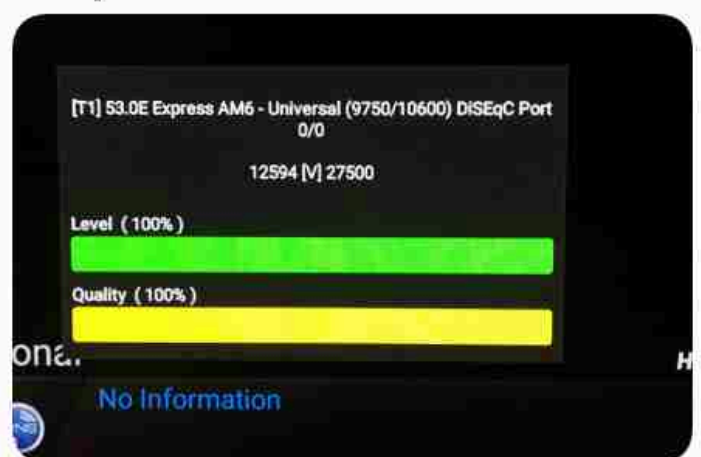 [T1] 53.0E Express AM6 - Universal (9750/10600) DiSEqC Port
0/0
12594 [V] 27500
Level ( 100% )
Quality ( 100% )
ona
H
No Information